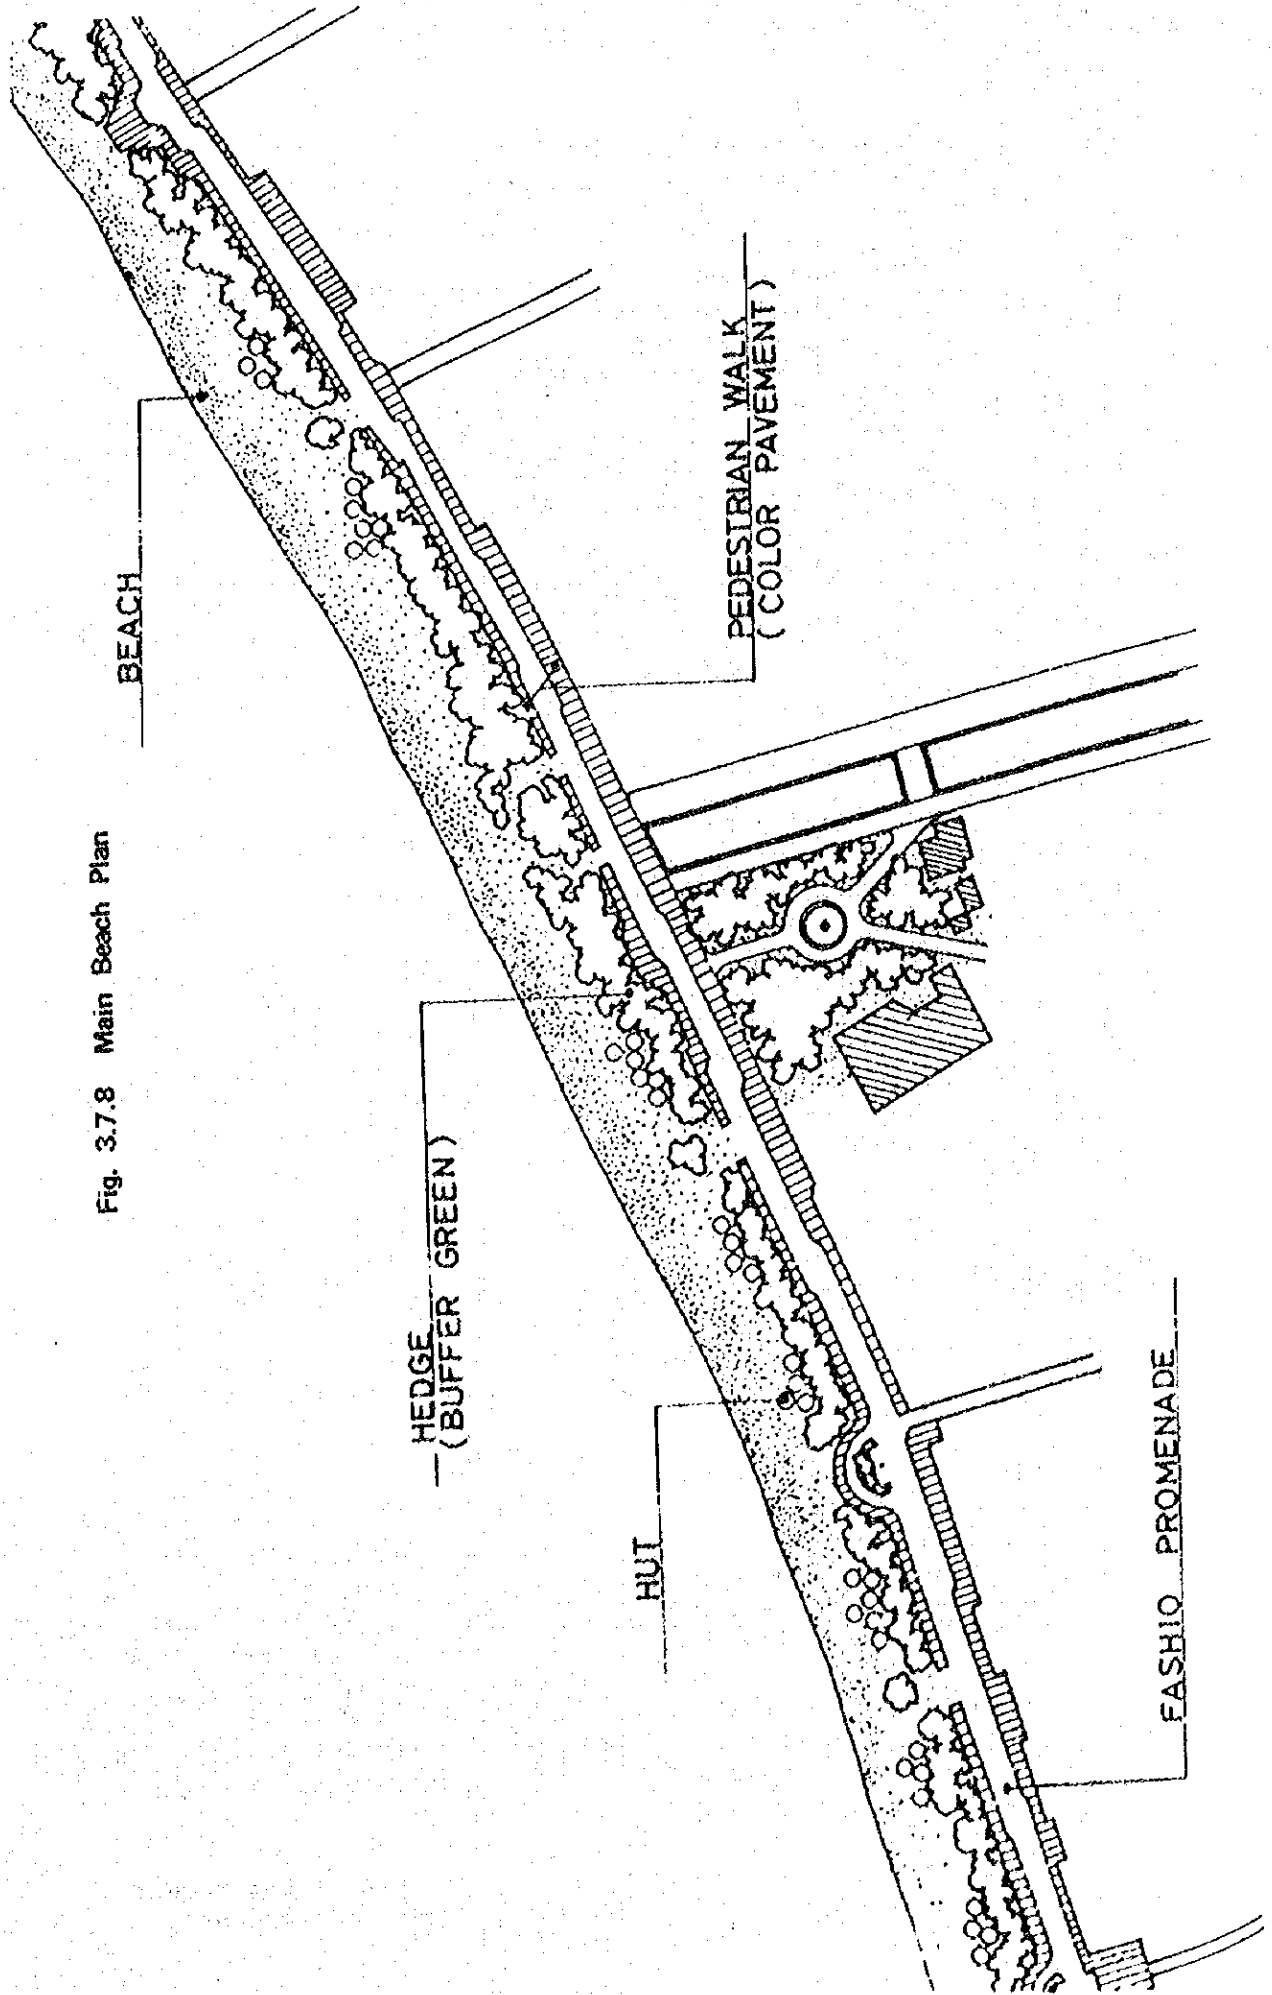 Fig. 3.7.8 Main Beach Plan
BEACH
HEDGE
(BUFFER GREEN)
PEDESTRIAN WALK
(COLOR PAVEMENT)
HUT
FASHIO PROMENADE